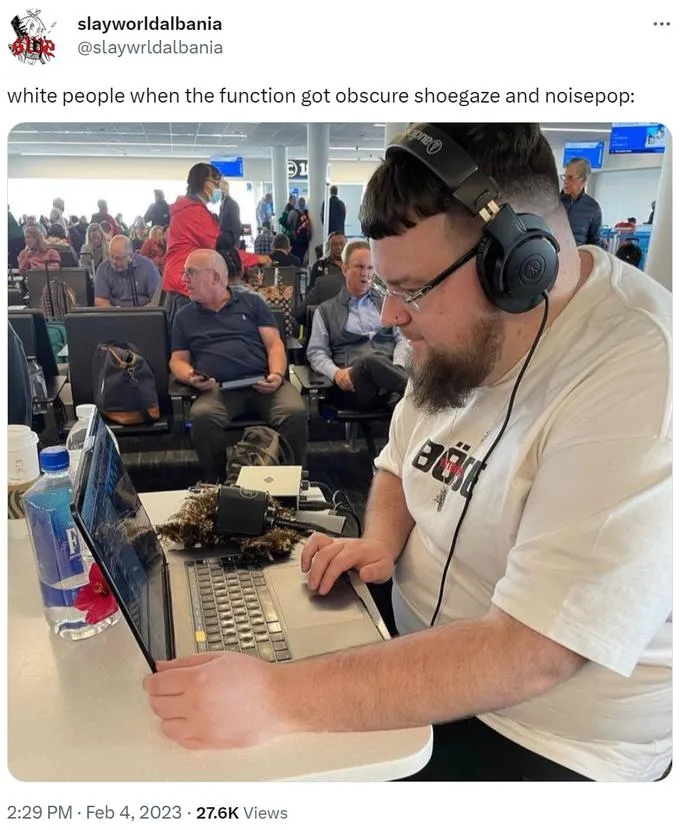 slayworldalbania
@slaywrldalbania
white people when the function got obscure shoegaze and noisepop:
2:29 PM · Feb 4, 2023 · 27.6K Views